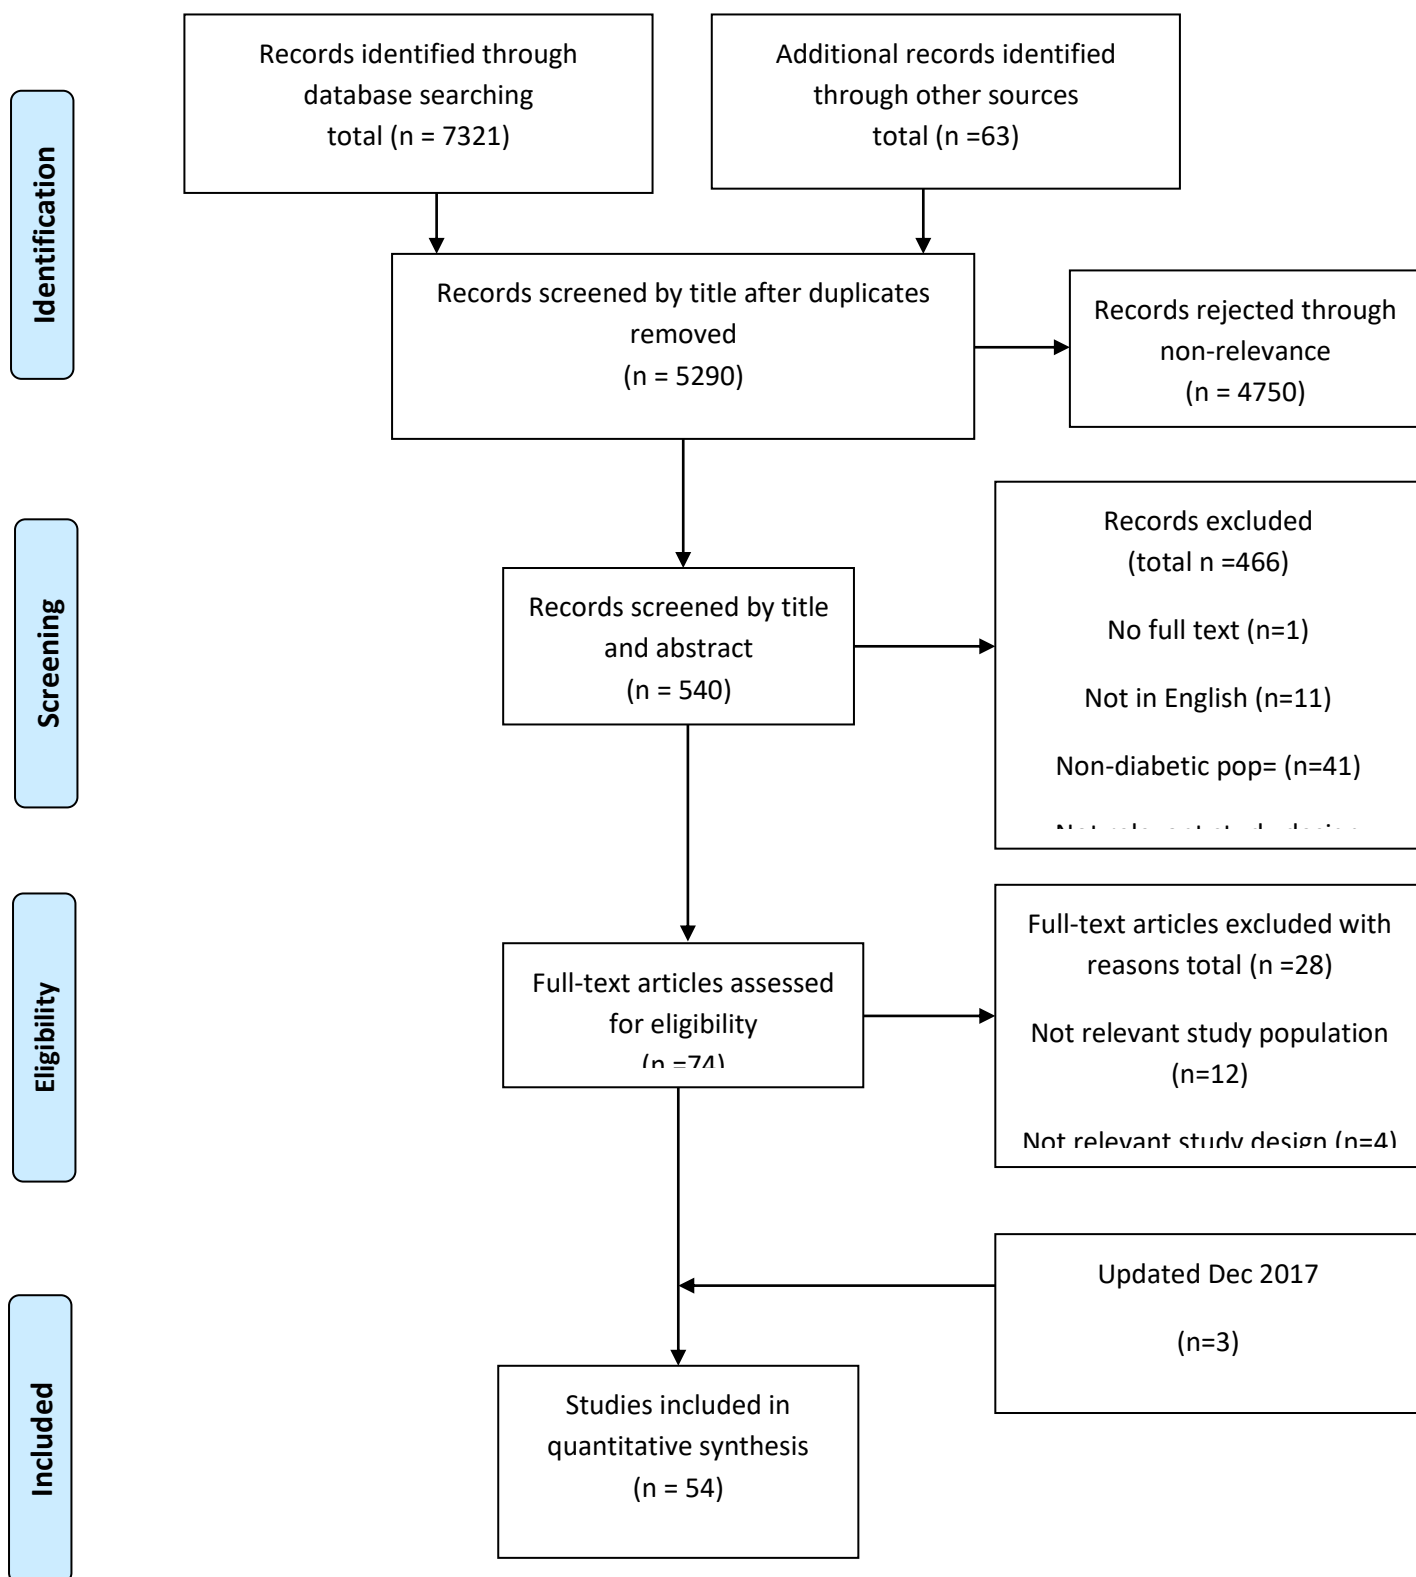 Records identified through
database searching
total (n = 7321)
Additional records identified
through other sources
total (n =63)
Identification
Records screened by title after duplicates
removed
(n = 5290)
Records rejected through
non-relevance
(n = 4750)
Screening
Records screened by title
and abstract
(n = 540)
Records excluded
(total n =466)
No full text (n=1)
Not in English (n=11)
Non-diabetic pop= (n=41)
Not relevant study design
Eligibility
Full-text articles assessed
for eligibility
(n =74)
Full-text articles excluded with
reasons total (n =28)
Not relevant study population
(n=12)
Not relevant study design (n=4)
Updated Dec 2017
(n=3)
Included
Studies included in
quantitative synthesis
(n = 54)